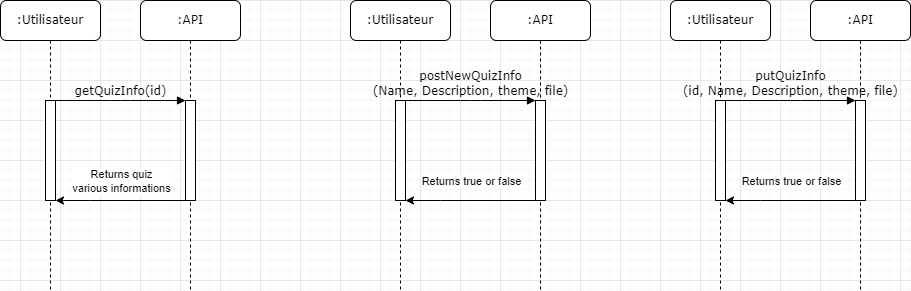 :Utilisateur
:API
getQuizInfo(id)
Returns quiz
various informations
:Utilisateur
:API
postNewQuizInfo
(Name, Description, theme, file)
Returns true or false
:Utilisateur
:API
putQuizInfo
(id, Name, Description, theme, file)
Returns true or false